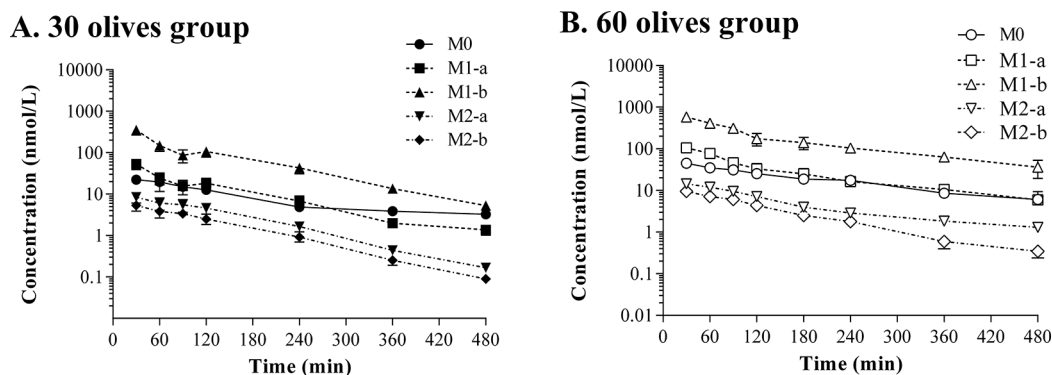 A. 30 olives group
M0
M1-a
M1-b
M2-a
M2-b
10000
1000
100
10
1
0.1
Concentration (nmol/L)
0 60 120 180 240 300 360 420 480
Time (min)
B. 60 olives group
M0
M1-a
M1-b
M2-a
M2-b
10000
1000
100
10
1
0.1
0.01
Concentration (nmol/L)
0 60 120 180 240 300 360 420 480
Time (min)